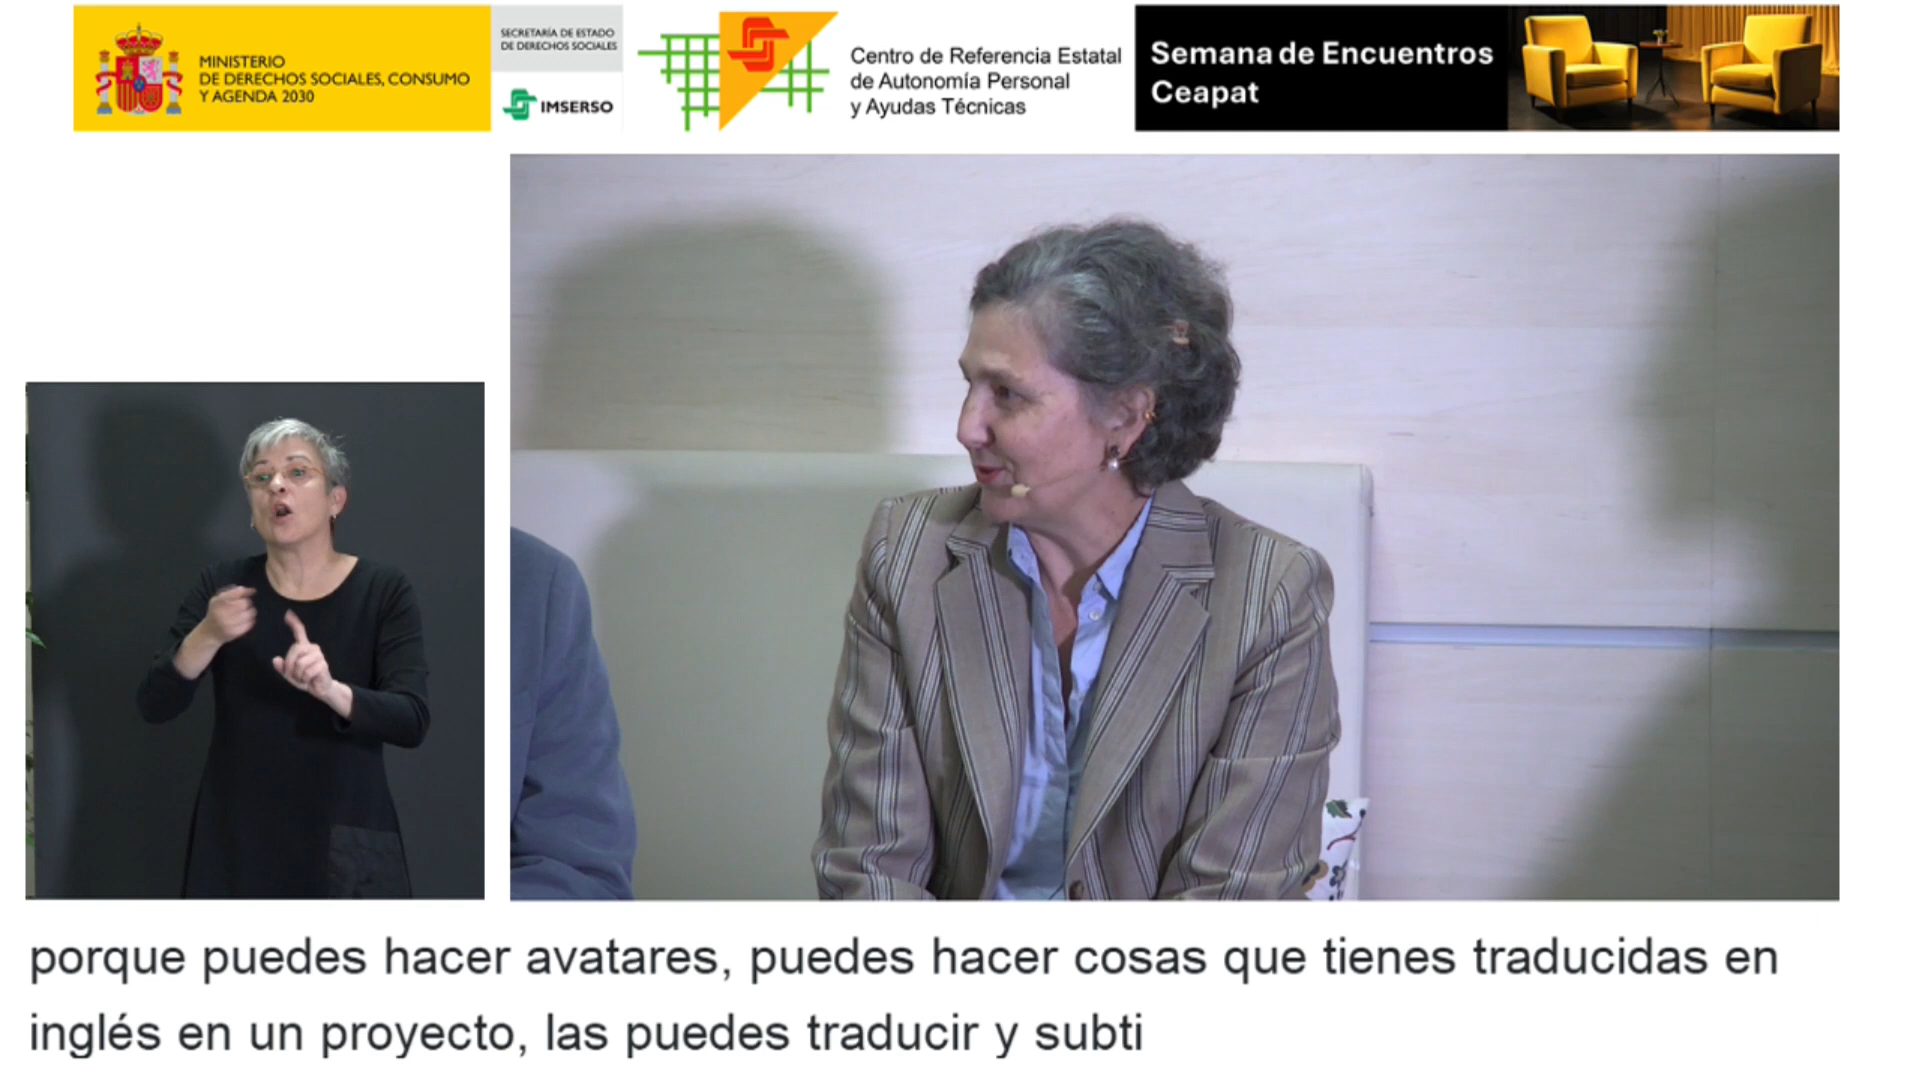 MINISTERIO
DE DERECHOS SOCIALES, CONSUMO
Y AGENDA 2030
SECRETARÍA DE ESTADO
DE DERECHOS SOCIALES
IMSERSO
Centro de Referencia Estatal
de Autonomía Personal
y Ayudas Técnicas
Semana de Encuentros
Ceapat
porque puedes hacer avatares, puedes hacer cosas que tienes traducidas en
inglés en un proyecto, las puedes traducir y subti